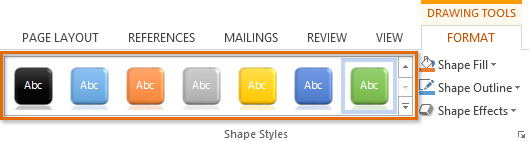 DRAWING TOOLS
PAGE LAYOUT REFERENCES MAILINGS REVIEW VIEW FORMAT
Abc Abc Abc Abc Abc Abc Abc
Shape Fill
Shape Outline
Shape Effects
Shape Styles